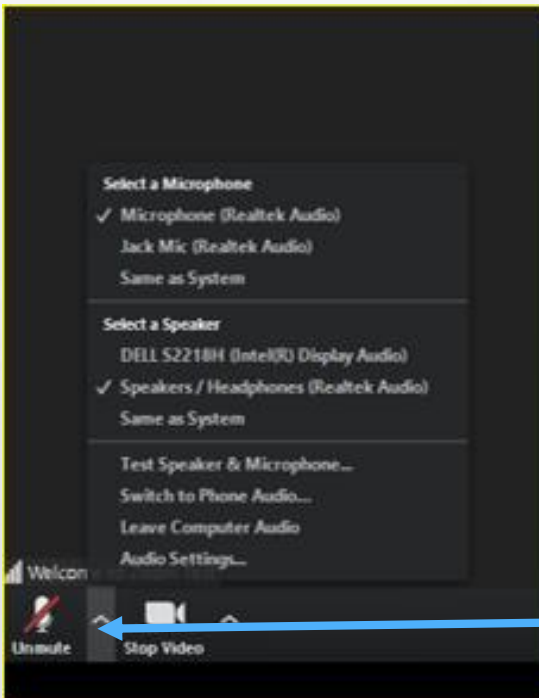 Select a Microphone
✓ Microphone (Realtek Audio)
Jack Mic (Realtek Audio)
Same as System
Select a Speaker
DELL S2218H (Intel(R) Display Audio)
✓ Speakers / Headphones (Realtek Audio)
Same as System
Test Speaker & Microphone...
Switch to Phone Audio...
Leave Computer Audio
Audio Settings...
Welcom
Unmute
Stop Video